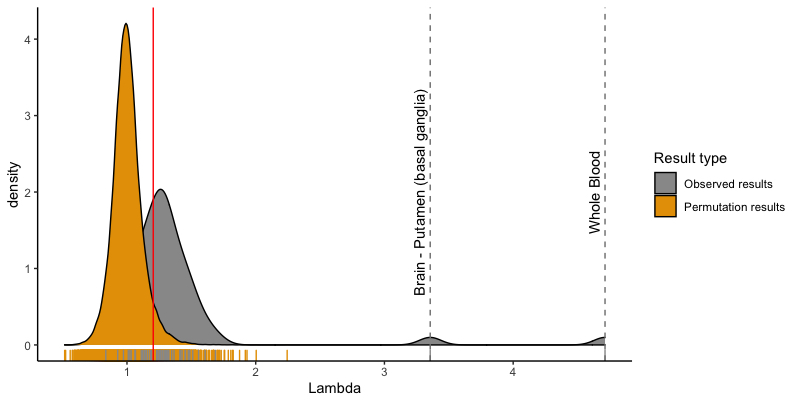 density
4
3
2
1
0
Brain - Putamen (basal ganglia)
Whole Blood
1
2
3
4
Lambda
Result type
Observed results
Permutation results